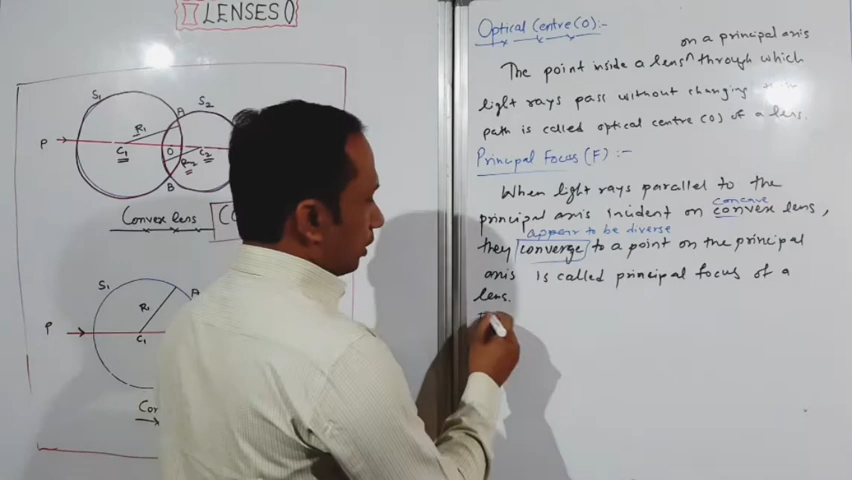 LENSES
S1
A
S2
P
R1
C1
O
C2
R2
B
Convex lens
S1
R1
A
P
C1
Optical Centre (O) :-
on a principal axis
The point inside a lens ^ through which
light rays pass without changing
path is called optical centre (O) of a lens.
Principal Focus (F) :-
When light rays parallel to the
concave
principal axis incident on convex lens,
appear to be diverse
they converge to a point on the principal
axis is called principal focus of a
lens.